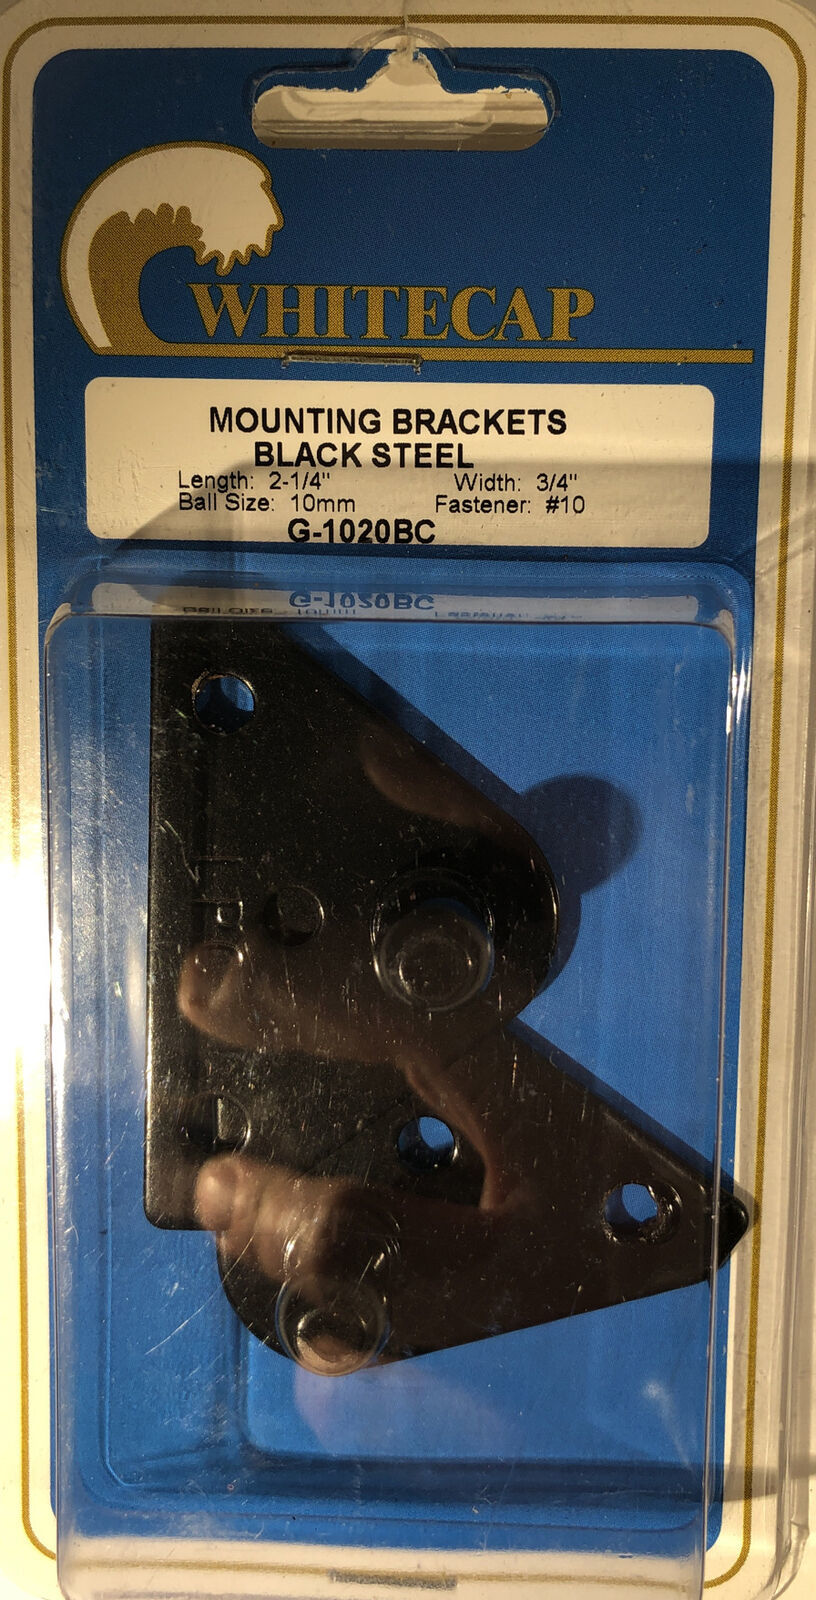 WHITECAP
MOUNTING BRACKETS
BLACK STEEL
Length: 2-1/4" Width: 3/4"
Ball Size: 10mm Fastener: #10
G-1020BC